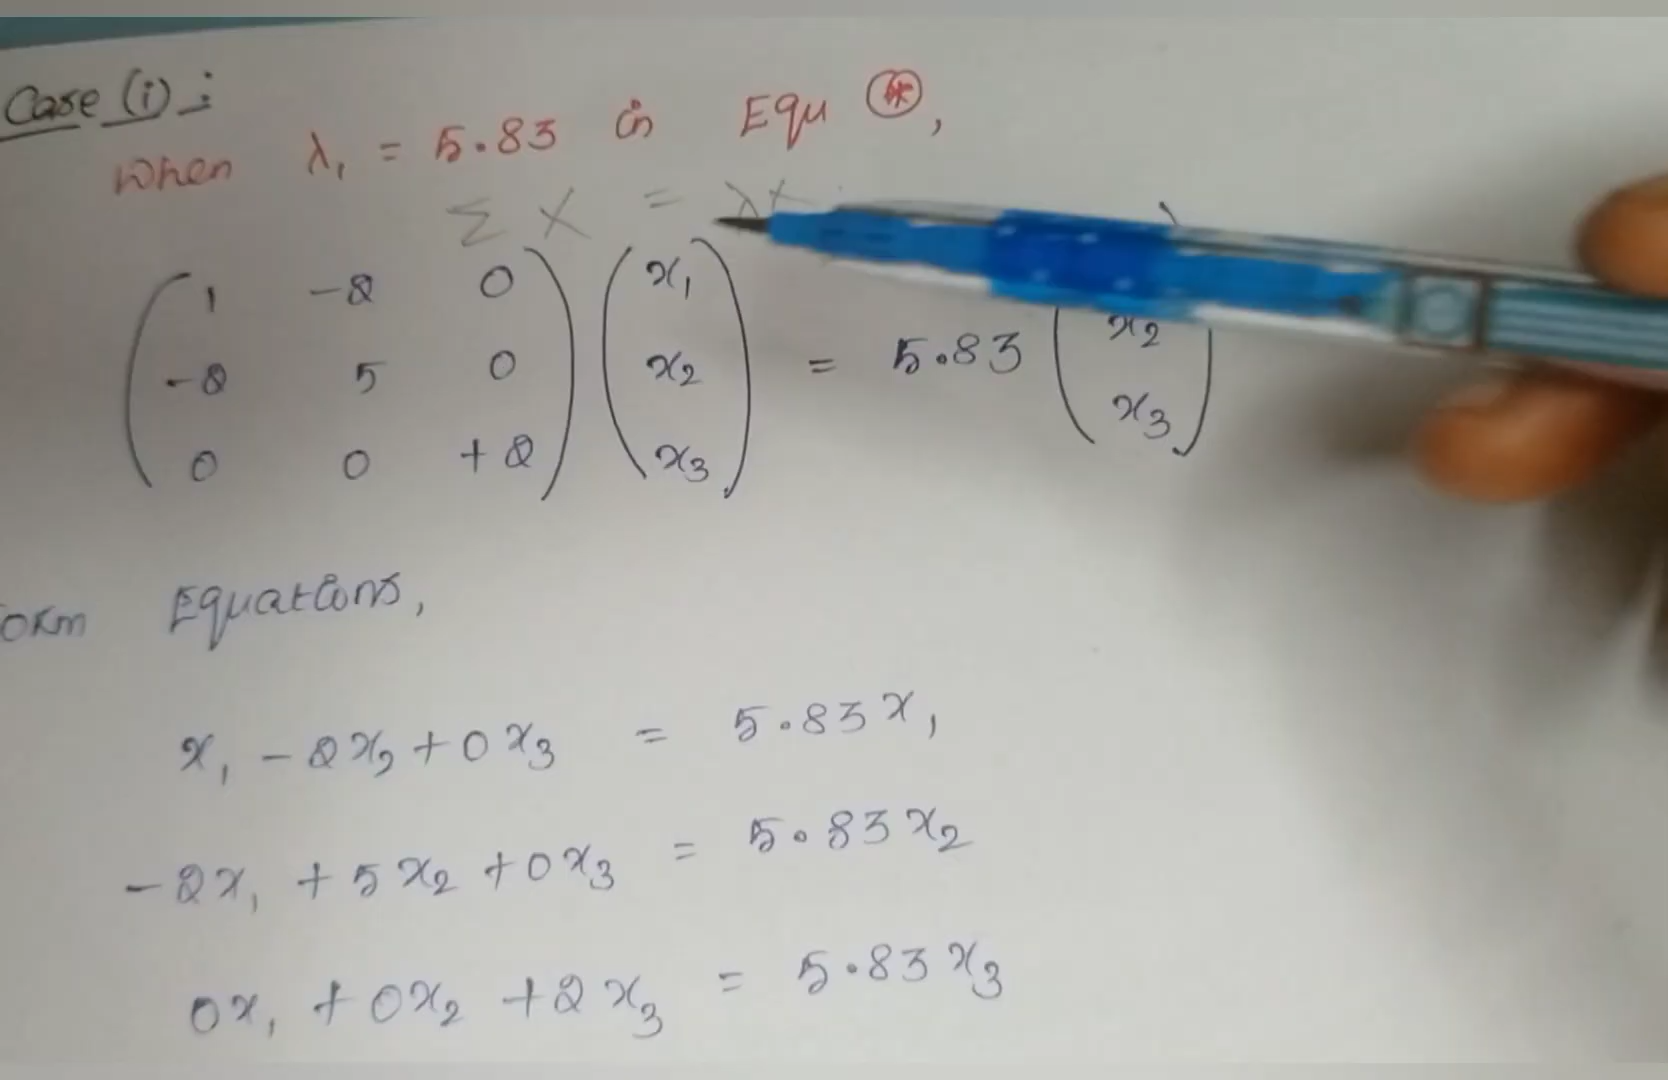 Case (i) :
When λ₁ = 5.83 in Equ (*),
Σ X = λX
( 1 -2 0 ) ( x₁ )
( -2 5 0 ) ( x₂ ) = 5.83 ( x₂ )
( 0 0 +2 ) ( x₃ ) ( x₃ )
orm Equations,
x₁ - 2x₂ + 0x₃ = 5.83x₁
-2x₁ + 5x₂ + 0x₃ = 5.83x₂
0x₁ + 0x₂ + 2x₃ = 5.83x₃